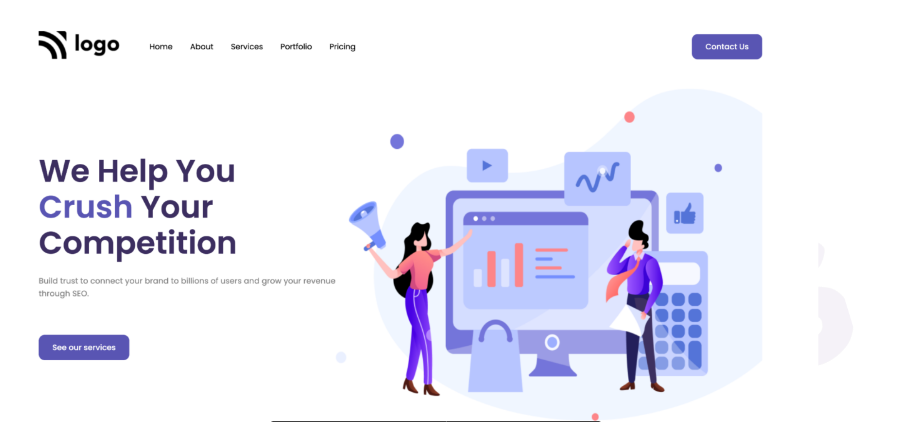 logo
Home About Services Portfolio Pricing
Contact Us
We Help You
Crush Your
Competition
Build trust to connect your brand to billions of users and grow your revenue
through SEO.
See our services